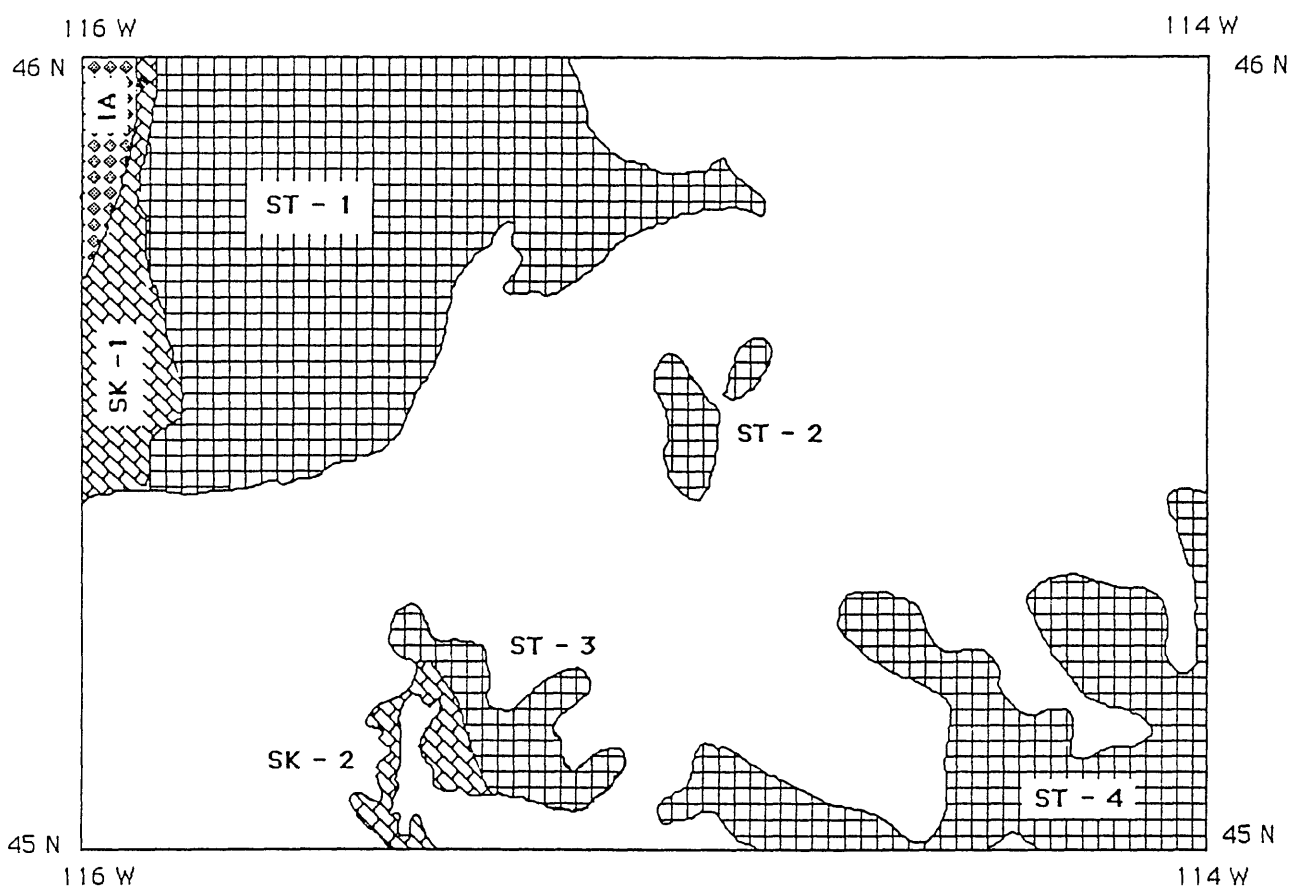 116 W
114 W
46 N
46 N
IA
ST - 1
SK - 1
ST - 2
ST - 3
SK - 2
ST - 4
45 N
45 N
116 W
114 W